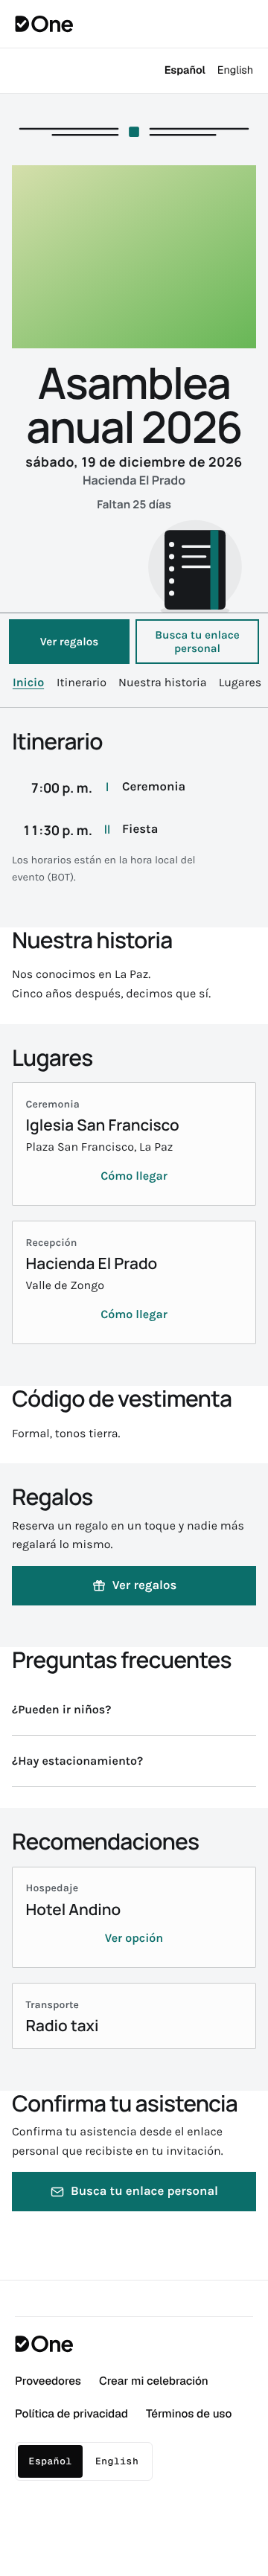 One
Español English
Asamblea
anual 2026
sábado, 19 de diciembre de 2026
Hacienda El Prado
Faltan 25 días
Ver regalos
Busca tu enlace
personal
Inicio Itinerario Nuestra historia Lugares
Itinerario
7:00 p. m. I Ceremonia
11:30 p. m. II Fiesta
Los horarios están en la hora local del
evento (BOT).
Nuestra historia
Nos conocimos en La Paz.
Cinco años después, decimos que sí.
Lugares
Ceremonia
Iglesia San Francisco
Plaza San Francisco, La Paz
Cómo llegar
Recepción
Hacienda El Prado
Valle de Zongo
Cómo llegar
Código de vestimenta
Formal, tonos tierra.
Regalos
Reserva un regalo en un toque y nadie más
regalará lo mismo.
Ver regalos
Preguntas frecuentes
¿Pueden ir niños?
¿Hay estacionamiento?
Recomendaciones
Hospedaje
Hotel Andino
Ver opción
Transporte
Radio taxi
Confirma tu asistencia
Confirma tu asistencia desde el enlace
personal que recibiste en tu invitación.
Busca tu enlace personal
One
Proveedores Crear mi celebración
Política de privacidad Términos de uso
Español English